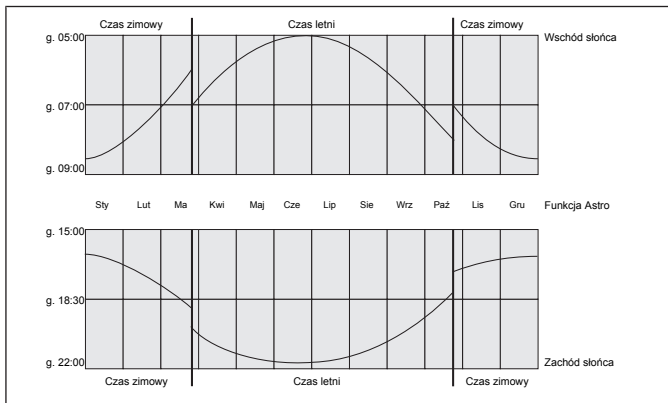 Czas zimowy Czas letni Czas zimowy
g. 05:00 Wschód słońca
g. 07:00
g. 09:00
Sty Lut Ma Kwi Maj Cze Lip Sie Wrz Paź Lis Gru Funkcja Astro
g. 15:00
g. 18:30
g. 22:00 Zachód słońca
Czas zimowy Czas letni Czas zimowy